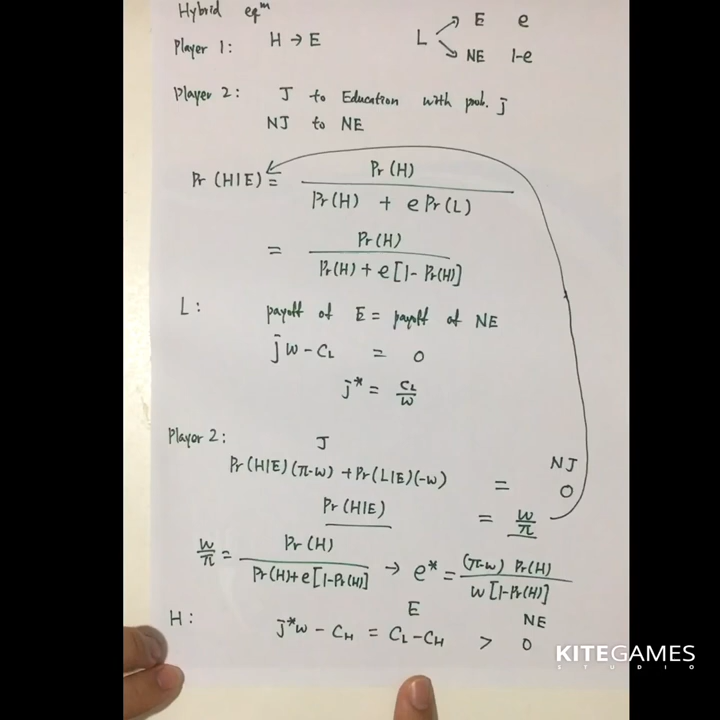 Hybrid eqᵐ
Player 1: H → E L → E e
→ NE 1-e
Player 2: J to Education with prob. j
NJ to NE
Pr(H|E) = Pr(H) / Pr(H) + e Pr(L)
= Pr(H) / Pr(H) + e[1-Pr(H)]
L: payoff of E = payoff of NE
jw - C_L = 0
j* = C_L / w
Player 2: J NJ
Pr(H|E)(π-w) + Pr(L|E)(-w) = 0
Pr(H|E) = w/π
w/π = Pr(H) / Pr(H)+e[1-Pr(H)] → e* = (π-w) Pr(H) / w[1-Pr(H)]
H: E NE
j*w - C_H = C_L - C_H > 0
KITEGAMES
STUDIO